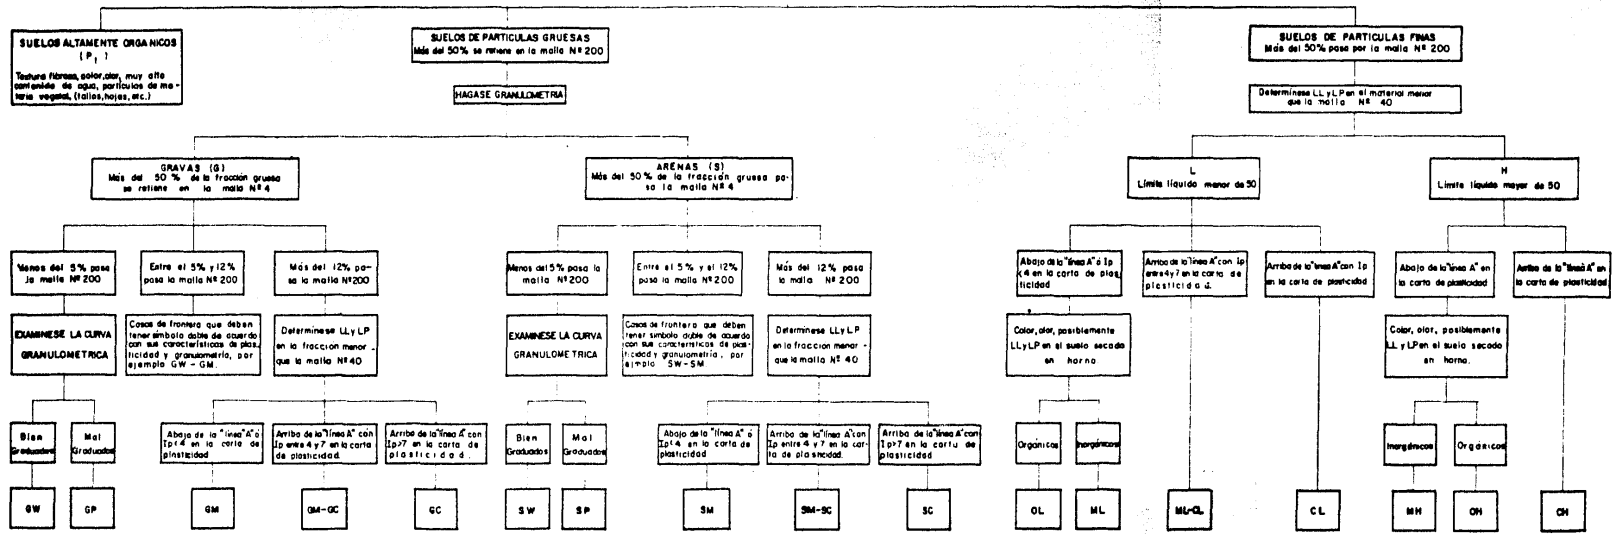 SUELOS ALTAMENTE ORGANICOS
(Pt)
Textura fibrosa, color, olor, muy alto
contenido de agua, partículas de ma-
teria vegetal, (tallos, hojas, etc.)
SUELOS DE PARTICULAS GRUESAS
Más del 50% se retiene en la malla Nº 200
HAGASE GRANULOMETRIA
SUELOS DE PARTICULAS FINAS
Más del 50% pasa por la malla Nº 200
Determínese LL y LP en el material menor
que la malla Nº 40
GRAVAS (G)
Más del 50 % de la fracción gruesa
se retiene en la malla Nº 4
ARENAS (S)
Más del 50% de la fracción gruesa pa-
sa la malla Nº 4
L
Límite líquido menor de 50
H
Límite líquido mayor de 50
Menos del 5% pasa
la malla Nº 200
Entre el 5% y 12%
pasa la malla Nº 200
Más del 12% pa-
sa la malla Nº 200
Menos del 5% pasa la
malla Nº 200
Entre el 5% y el 12%
pasa la malla Nº 200
Más del 12% pasa
la malla Nº 200
Abajo de la "línea A" ó Ip
< 4 en la carta de plas
ticidad
Arriba de la "línea A" con Ip
entre 4 y 7 en la carta de
plasticidad.
Arriba de la "línea A" con Ip
en la carta de plasticidad
Abajo de la "línea A" en
la carta de plasticidad
Arriba de la "línea A" en
la carta de plasticidad
EXAMINESE LA CURVA
GRANULOMETRICA
Casos de frontera que deben
tener símbolo doble de acuerdo
con sus características de plas
ticidad y granulometría, por
ejemplo GW - GM.
Determínese LL y LP
en la fracción menor -
que la malla Nº 40
EXAMINESE LA CURVA
GRANULOMETRICA
Casos de frontera que deben
tener símbolo doble de acuerdo
con sus características de plas-
ticidad y granulometría, por
ejemplo SW-SM
Determínese LL y LP
en la fracción menor -
que la malla Nº 40
Color, olor, posiblemente
LL y LP en el suelo secado
en horno
Color, olor, posiblemente
LL y LP en el suelo secado
en horno.
Bien
Graduados
Mal
Graduados
Abajo de la "línea A" ó
Ip < 4 en la carta de
plasticidad
Arriba de la "línea A" con
Ip entre 4 y 7 en la carta
de plasticidad.
Arriba de la "línea A" con
Ip>7 en la carta de
plasticidad.
Bien
Graduados
Mal
Graduados
Abajo de la "línea A" ó
Ip< 4 en la carta de
plasticidad
Arriba de la "línea A" con
Ip entre 4 y 7 en la car-
ta de plasticidad.
Arriba de la "línea A" con
Ip>7 en la carta de
plasticidad
Orgánicos
Inorgánicos
Inorgánicos
Orgánicos
GW
GP
GM
GM-GC
GC
SW
SP
SM
SM-SC
SC
OL
ML
ML-CL
CL
MH
OH
CH